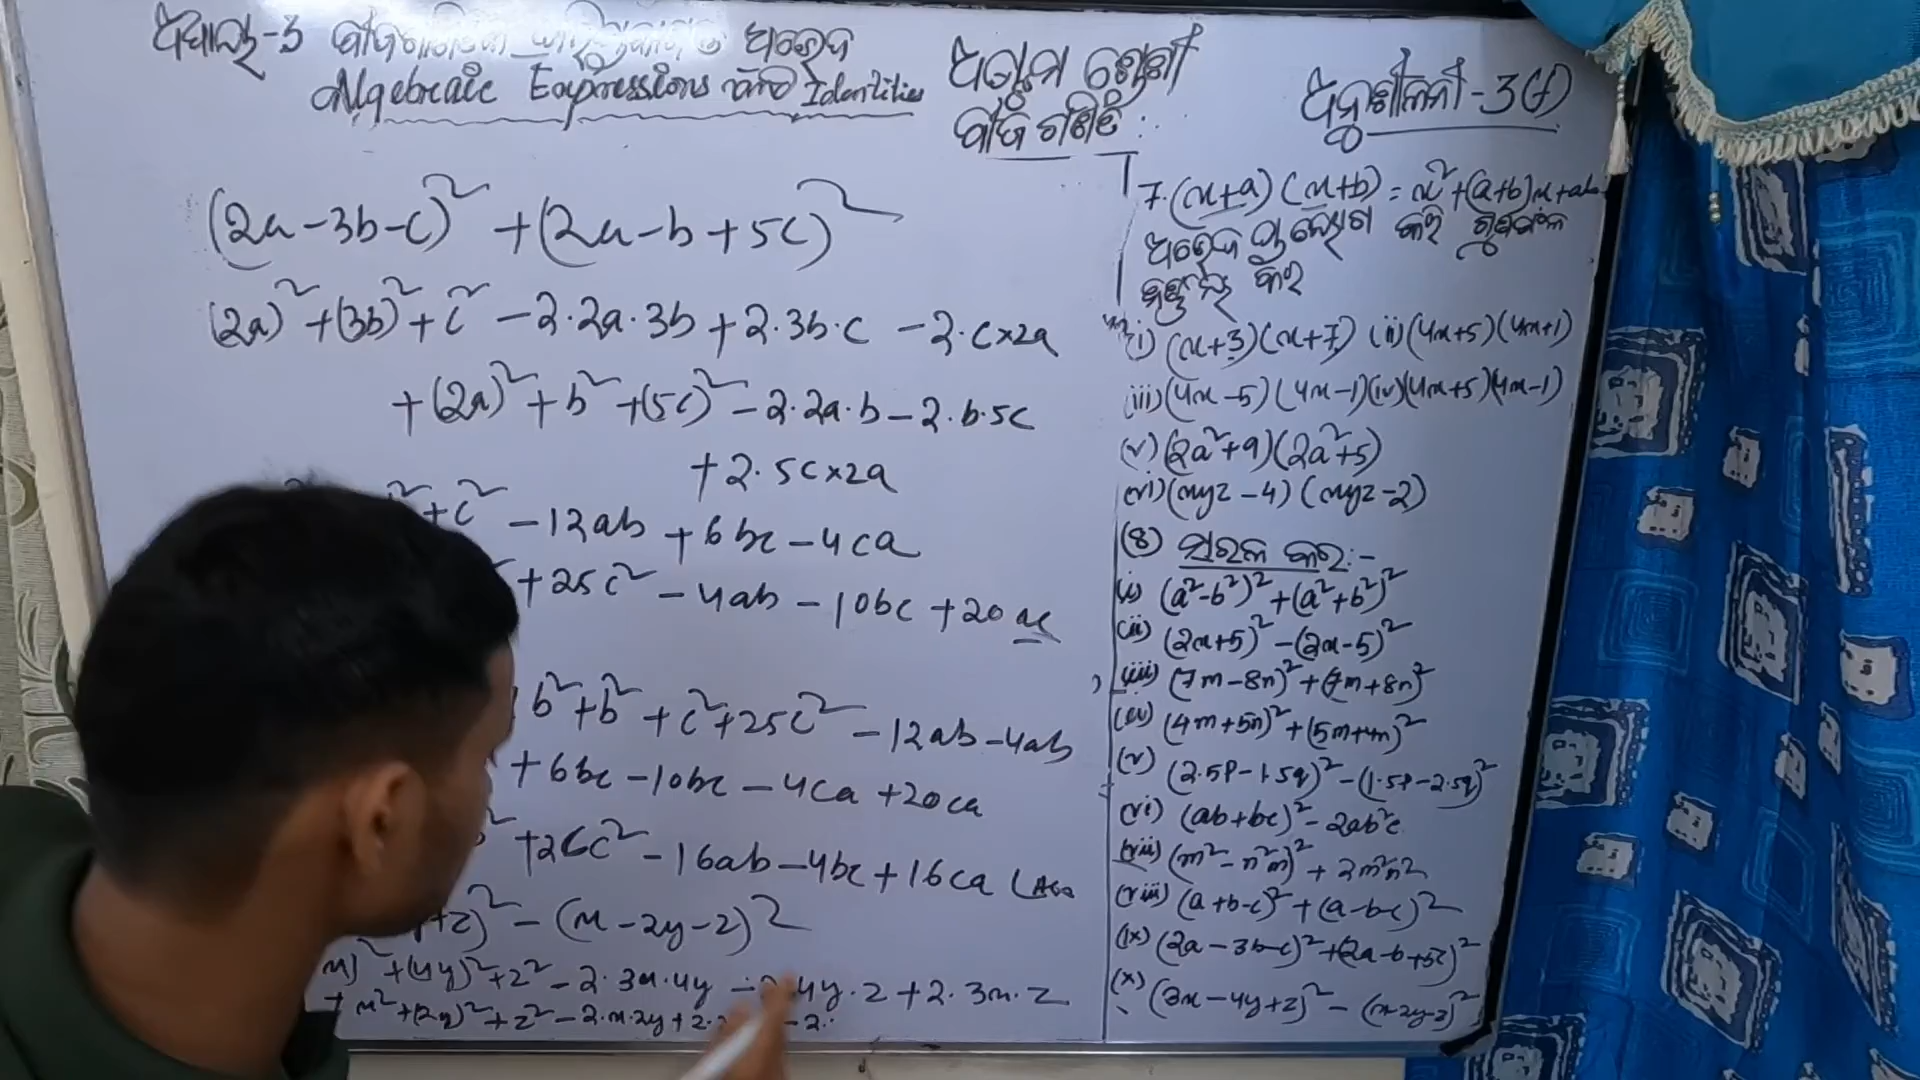 ଅଧ୍ୟାୟ-3 ବୀଜଗାଣିତିକ ପରିପ୍ରକାଶ ଓ ଅଭେଦ
Algebraic Expressions and Identities
ଅଷ୍ଟମ ଶ୍ରେଣୀ
ବୀଜ ଗଣିତ
(2a-3b-c)² +(2a-b+5c)²
(2a)²+(3b)²+c² -2·2a·3b+2·3b·c -2·c×2a
+(2a)²+b²+(5c)²-2·2a·b-2·b·5c
+2·5c×2a
+c² -12ab +6bc-4ca
+25c² -4ab -10bc +20ac
b²+b²+c²+25c² -12ab-4ab
+6bc -10bc -4ca +20ca
+26c² -16ab -4bc +16ca (Ans
+z)² -(x-2y-z)²
x)²+(4y)²+z² -2·3x·4y -2·4y·z+2·3x·z
+x²+(2y)²+z²-2·x·2y+2· -2·
ଅନୁଶୀଳନୀ-3(f)
7.(x+a)(x+b)=x²+(a+b)x+ab
ଅଭେଦ ପ୍ରୟୋଗ କରି ଗୁଣଫଳ
କର
(i) (x+3)(x+7) (ii)(4x+5)(4x+1)
(iii)(4x-5)(4x-1)(iv)(4x+5)(4x-1)
(v)(2a²+9)(2a²+5)
(vi)(xyz-4)(xyz-2)
(8) ସରଳ କର:-
(i) (a²-b²)²+(a²+b²)²
(ii) (2x+5)²-(2x-5)²
(iii) (7m-8n)²+(7m+8n)²
(iv) (4m+5n)²+(5m+4n)²
(v) (2.5P-1.5q)²-(1.5P-2.5q)²
(vi) (ab+bc)²-2ab²c
(vii) (m²-n²m)²+2m³n²
(viii) (a+b-c)²+(a-b-c)²
(ix) (2a-3b-c)²+(2a-b+5c)²
(x) (3x-4y+z)²-(x-2y-z)²